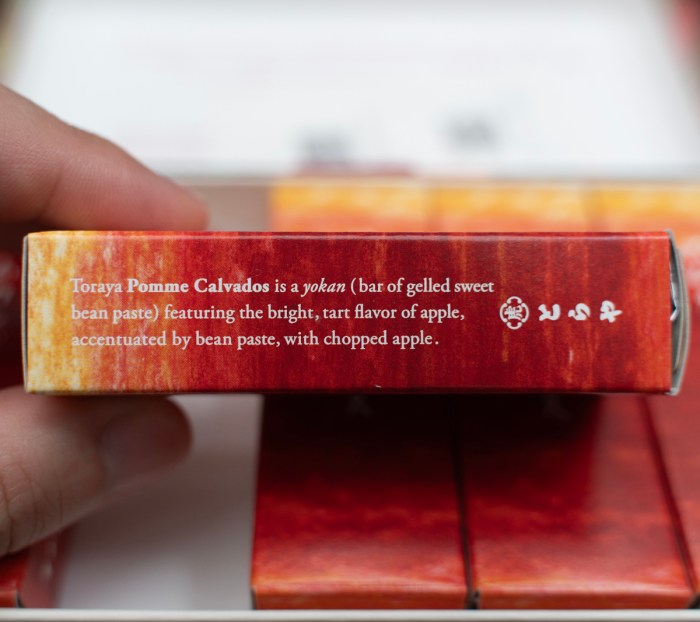 Toraya Pomme Calvados is a yokan (bar of gelled sweet
bean paste) featuring the bright, tart flavor of apple,
accentuated by bean paste, with chopped apple.
とらや